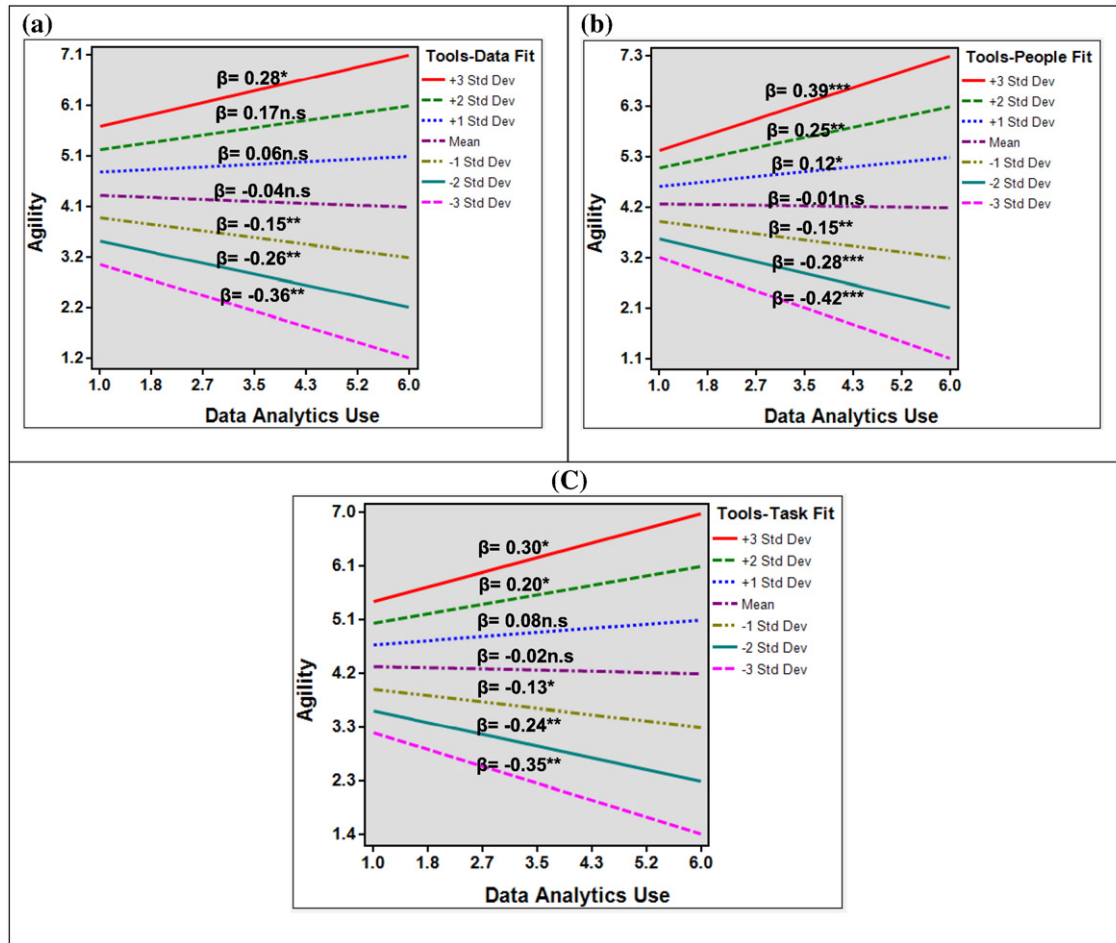 (a)
Tools-Data Fit
+3 Std Dev
+2 Std Dev
+1 Std Dev
Mean
-1 Std Dev
-2 Std Dev
-3 Std Dev
Agility
7.1
6.1
5.1
4.1
3.2
2.2
1.2
β= 0.28*
β= 0.17n.s
β= 0.06n.s
β= -0.04n.s
β= -0.15**
β= -0.26**
β= -0.36**
1.0 1.8 2.7 3.5 4.3 5.2 6.0
Data Analytics Use
(b)
Tools-People Fit
+3 Std Dev
+2 Std Dev
+1 Std Dev
Mean
-1 Std Dev
-2 Std Dev
-3 Std Dev
Agility
7.3
6.3
5.3
4.2
3.2
2.1
1.1
β= 0.39***
β= 0.25**
β= 0.12*
β= -0.01n.s
β= -0.15**
β= -0.28***
β= -0.42***
1.0 1.8 2.7 3.5 4.3 5.2 6.0
Data Analytics Use
(C)
Tools-Task Fit
+3 Std Dev
+2 Std Dev
+1 Std Dev
Mean
-1 Std Dev
-2 Std Dev
-3 Std Dev
Agility
7.0
6.1
5.1
4.2
3.3
2.3
1.4
β= 0.30*
β= 0.20*
β= 0.08n.s
β= -0.02n.s
β= -0.13*
β= -0.24**
β= -0.35**
1.0 1.8 2.7 3.5 4.3 5.2 6.0
Data Analytics Use